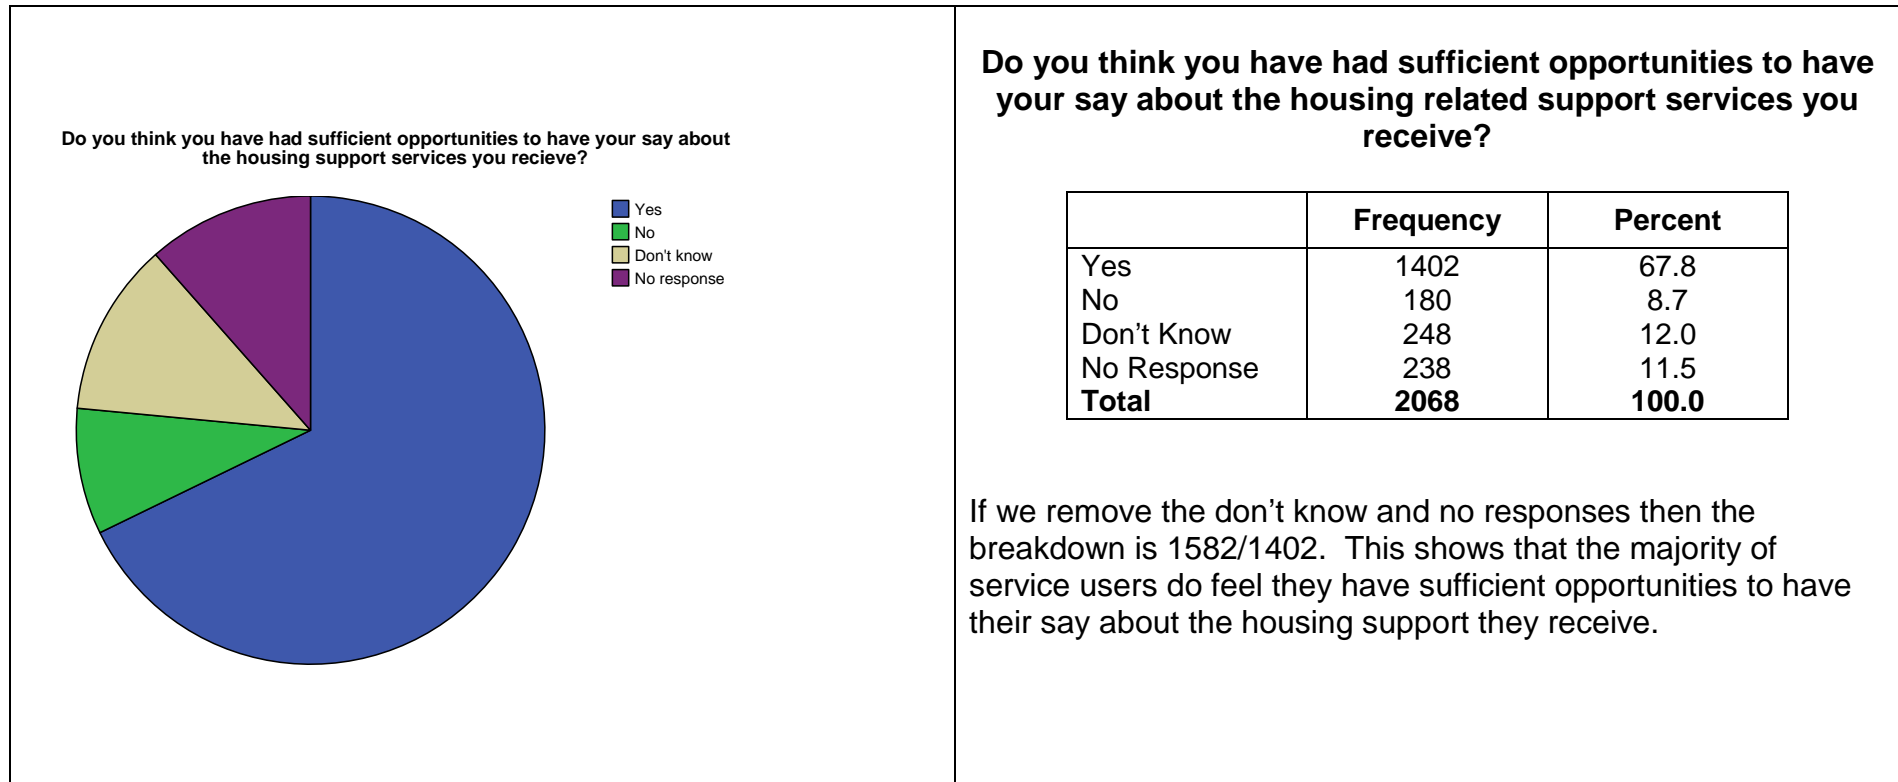 Do you think you have had sufficient opportunities to have your say about
the housing support services you recieve?
Yes
No
Don't know
No response
Do you think you have had sufficient opportunities to have
your say about the housing related support services you
receive?
Frequency Percent
Yes 1402 67.8
No 180 8.7
Don’t Know 248 12.0
No Response 238 11.5
Total 2068 100.0
If we remove the don’t know and no responses then the
breakdown is 1582/1402.  This shows that the majority of
service users do feel they have sufficient opportunities to have
their say about the housing support they receive.